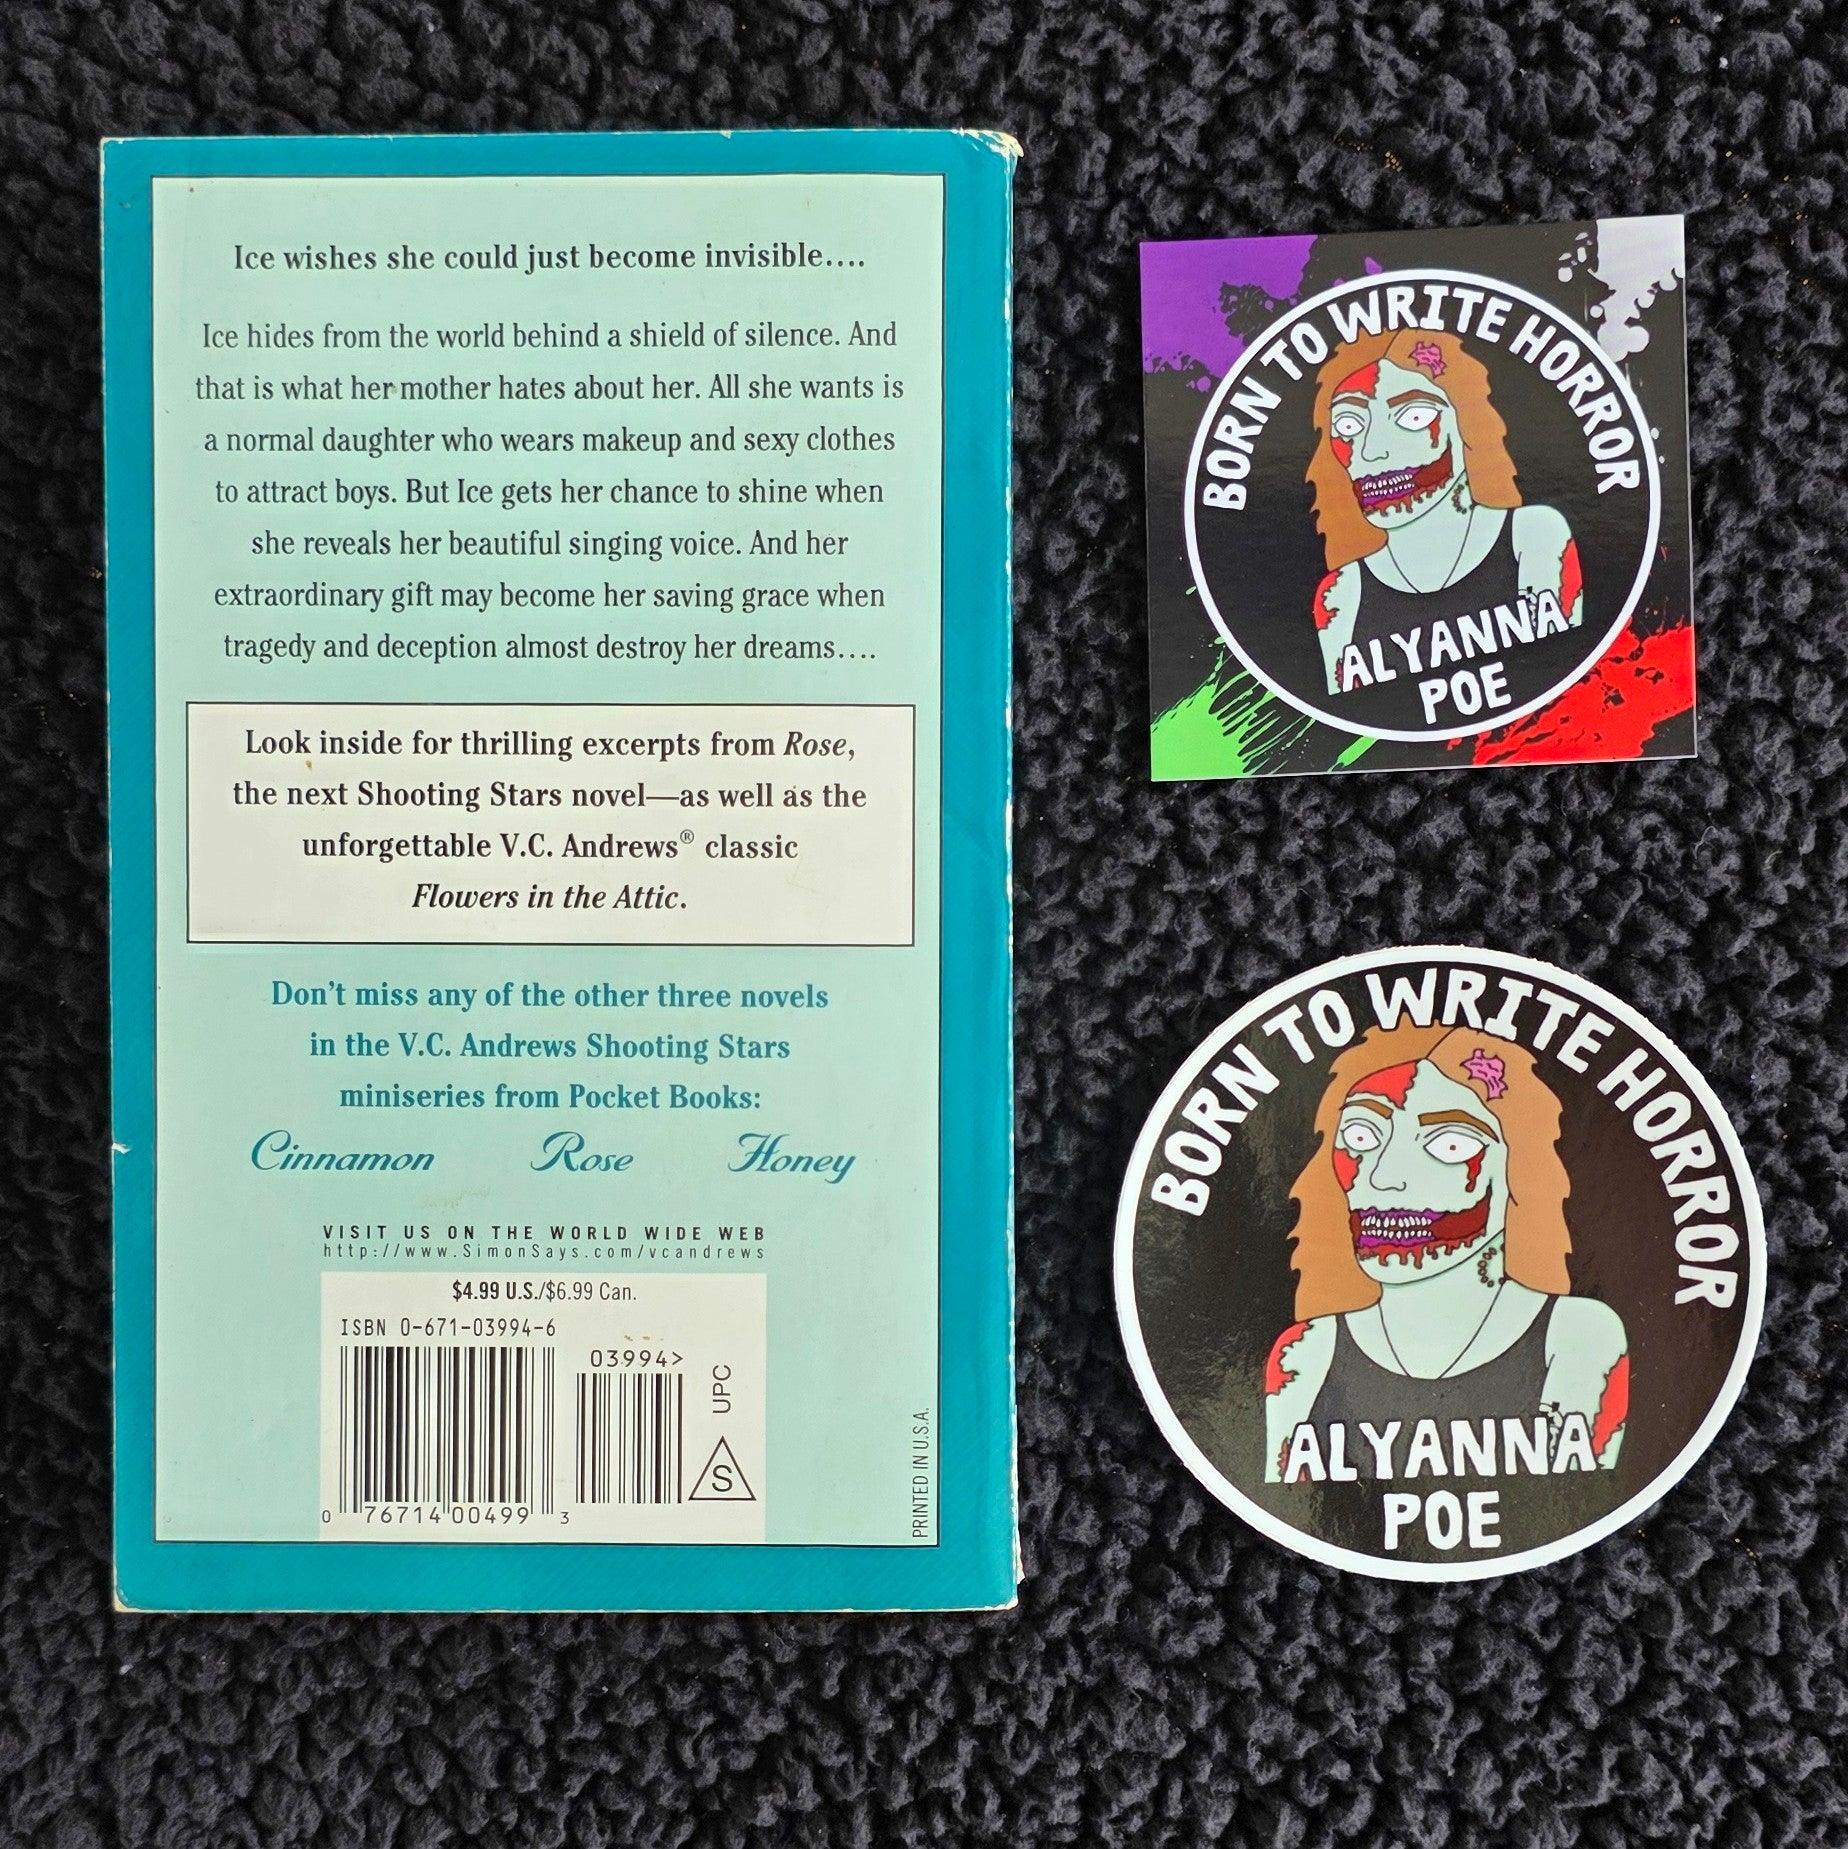 Ice wishes she could just become invisible....
Ice hides from the world behind a shield of silence. And
that is what her mother hates about her. All she wants is
a normal daughter who wears makeup and sexy clothes
to attract boys. But Ice gets her chance to shine when
she reveals her beautiful singing voice. And her
extraordinary gift may become her saving grace when
tragedy and deception almost destroy her dreams....
Look inside for thrilling excerpts from Rose,
the next Shooting Stars novel—as well as the
unforgettable V.C. Andrews® classic
Flowers in the Attic.
Don't miss any of the other three novels
in the V.C. Andrews Shooting Stars
miniseries from Pocket Books:
Cinnamon Rose Honey
VISIT US ON THE WORLD WIDE WEB
http://www.SimonSays.com/vcandrews
$4.99 U.S./$6.99 Can.
ISBN 0-671-03994-6
03994>
UPC
S
0 76714 00499 3
PRINTED IN U.S.A.
BORN TO WRITE HORROR
ALYANNA
POE
BORN TO WRITE HORROR
ALYANNA
POE